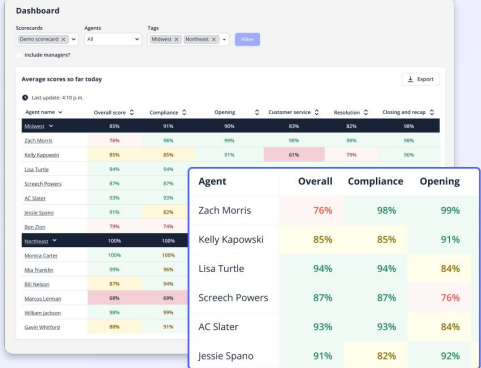 Dashboard
Scorecards Agents Tags
Demo scorecard × All Midwest × Northeast × Filter
Include managers?
Average scores so far today Export
Last update: 4:10 p.m.
Agent name Overall score Compliance Opening Customer service Resolution Closing and recap
Midwest 85% 91% 90% 83% 82% 98%
Zach Morris 76% 98% 99% 98% 98% 98%
Kelly Kapowski 85% 85% 91% 61% 79% 96%
Lisa Turtle 94% 94%
Screech Powers 87% 87%
AC Slater 93% 93%
Jessie Spano 91% 82%
Ben Zion 79% 74%
Northeast 100% 100%
Monica Carter 100% 100%
Mia Franklin 99% 96%
Bill Nelson 87% 94%
Marcus Lerman 68% 69%
William Jackson 98% 99%
Gavin Whitford 88% 91%
Agent Overall Compliance Opening
Zach Morris 76% 98% 99%
Kelly Kapowski 85% 85% 91%
Lisa Turtle 94% 94% 84%
Screech Powers 87% 87% 76%
AC Slater 93% 93% 84%
Jessie Spano 91% 82% 92%